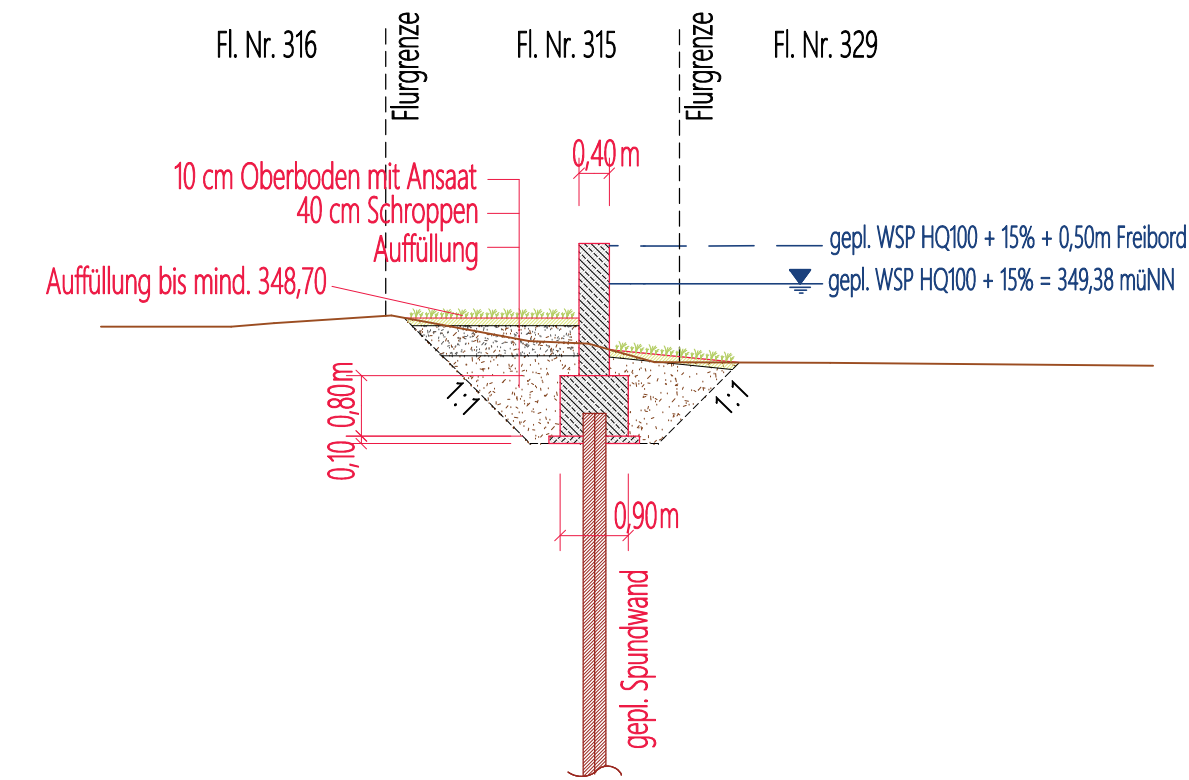 Fl. Nr. 316
Fl. Nr. 315
Fl. Nr. 329
Flurgrenze
Flurgrenze
0,40 m
10 cm Oberboden mit Ansaat
40 cm Schroppen
Auffüllung
Auffüllung bis mind. 348,70
gepl. WSP HQ100 + 15% + 0,50m Freibord
gepl. WSP HQ100 + 15% = 349,38 müNN
1:1
1:1
0,80m
0,10
0,90m
gepl. Spundwand